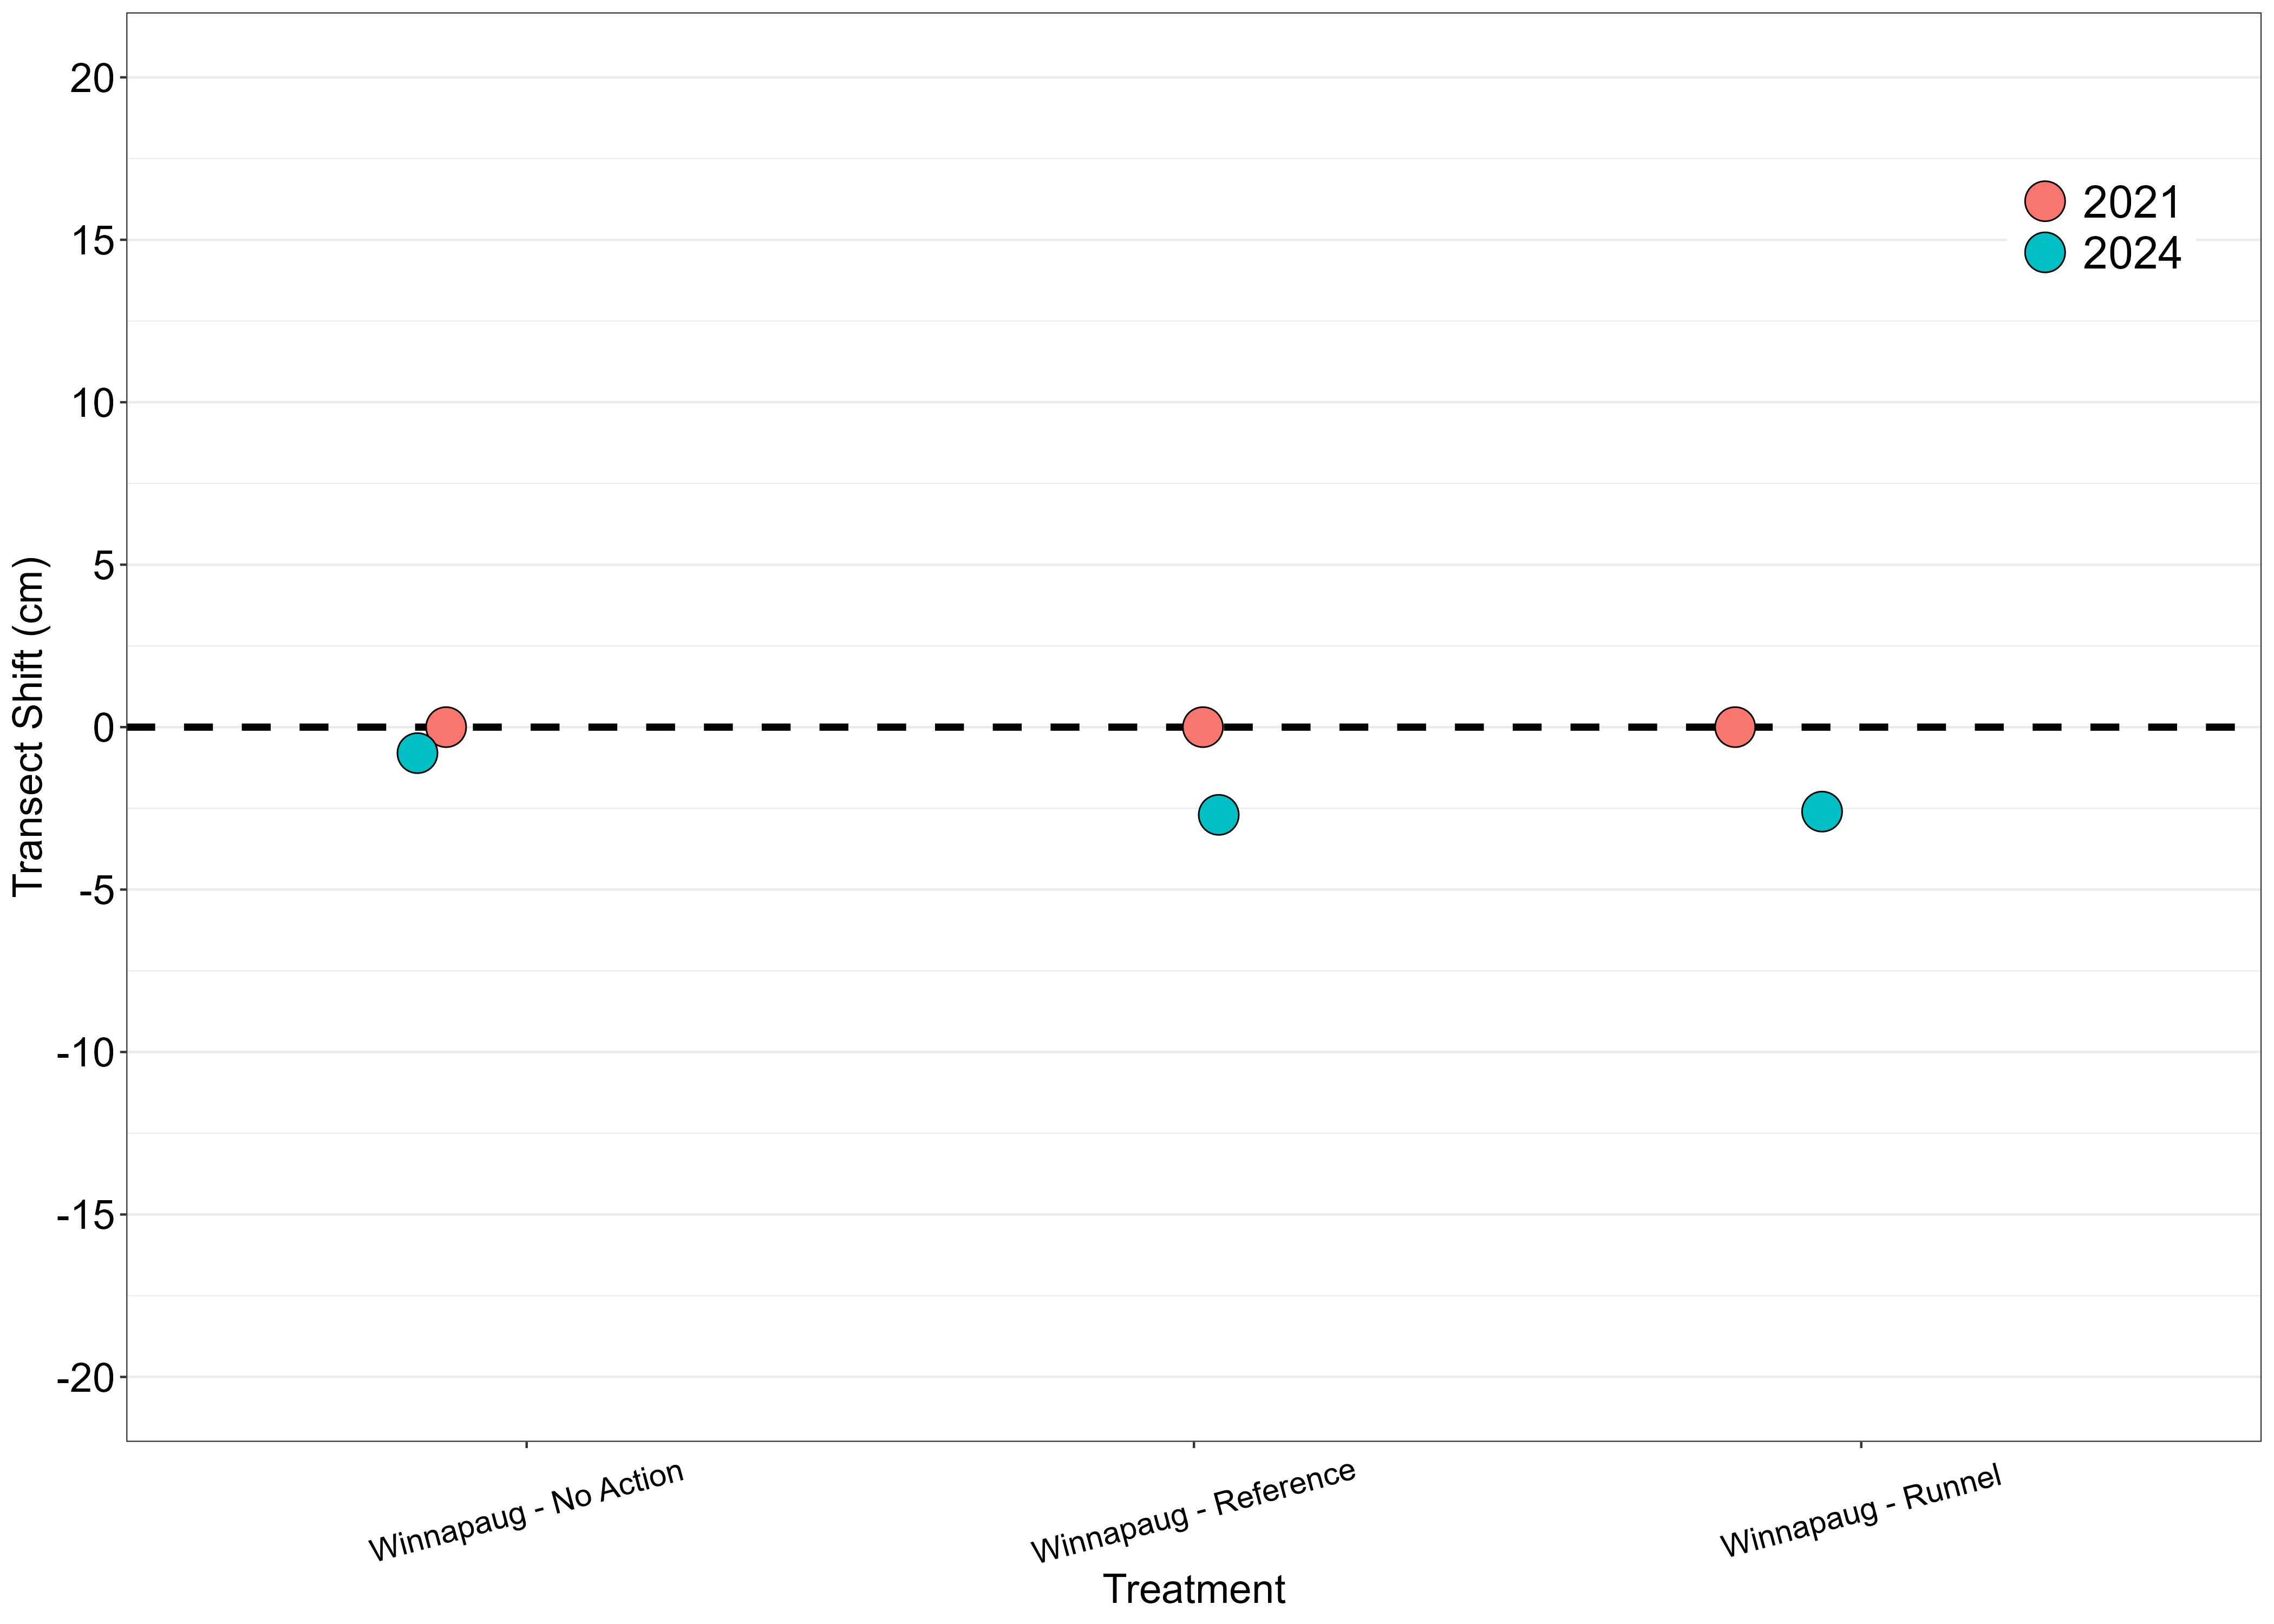 Transect Shift (cm)
20
15
10
5
0
-5
-10
-15
-20
2021
2024
Winnapaug - No Action
Winnapaug - Reference
Winnapaug - Runnel
Treatment